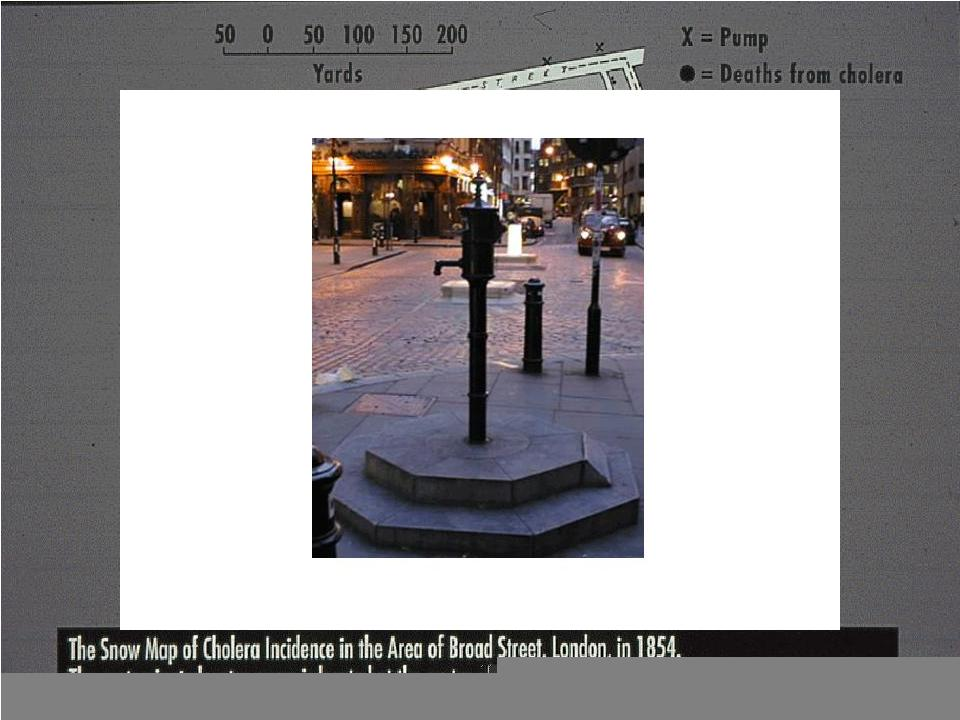 50 0 50 100 150 200
Yards
X = Pump
● = Deaths from cholera
X
X
STREET
The Snow Map of Cholera Incidence in the Area of Broad Street, London, in 1854.